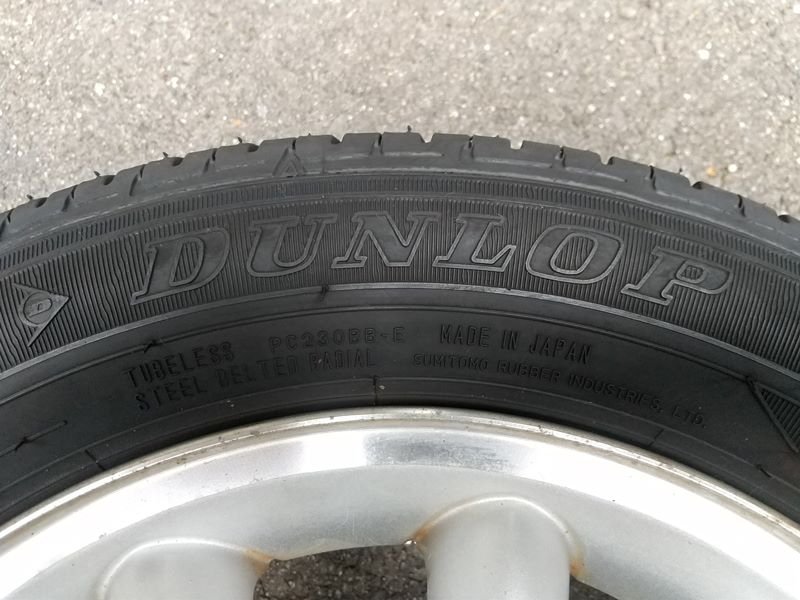 DUNLOP
D
TUBELESS PC230BB-E MADE IN JAPAN
STEEL BELTED RADIAL SUMITOMO RUBBER INDUSTRIES, LTD.